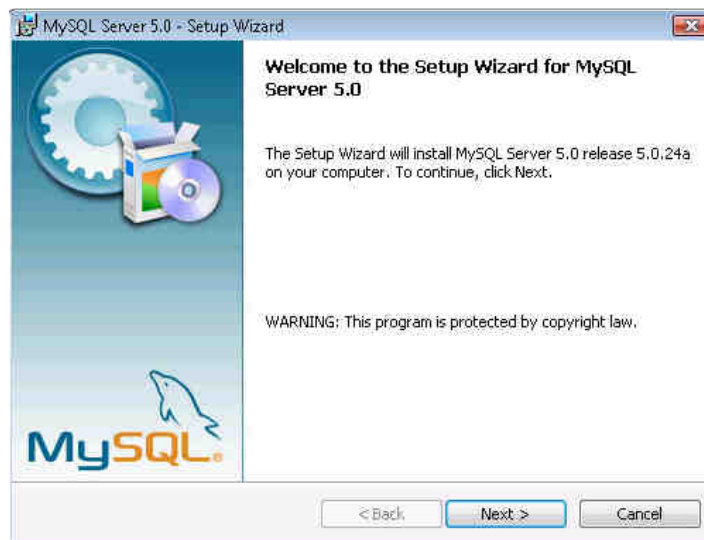 MySQL Server 5.0 - Setup Wizard
Welcome to the Setup Wizard for MySQL
Server 5.0
The Setup Wizard will install MySQL Server 5.0 release 5.0.24a
on your computer. To continue, click Next.
WARNING: This program is protected by copyright law.
MySQL®
< Back
Next >
Cancel